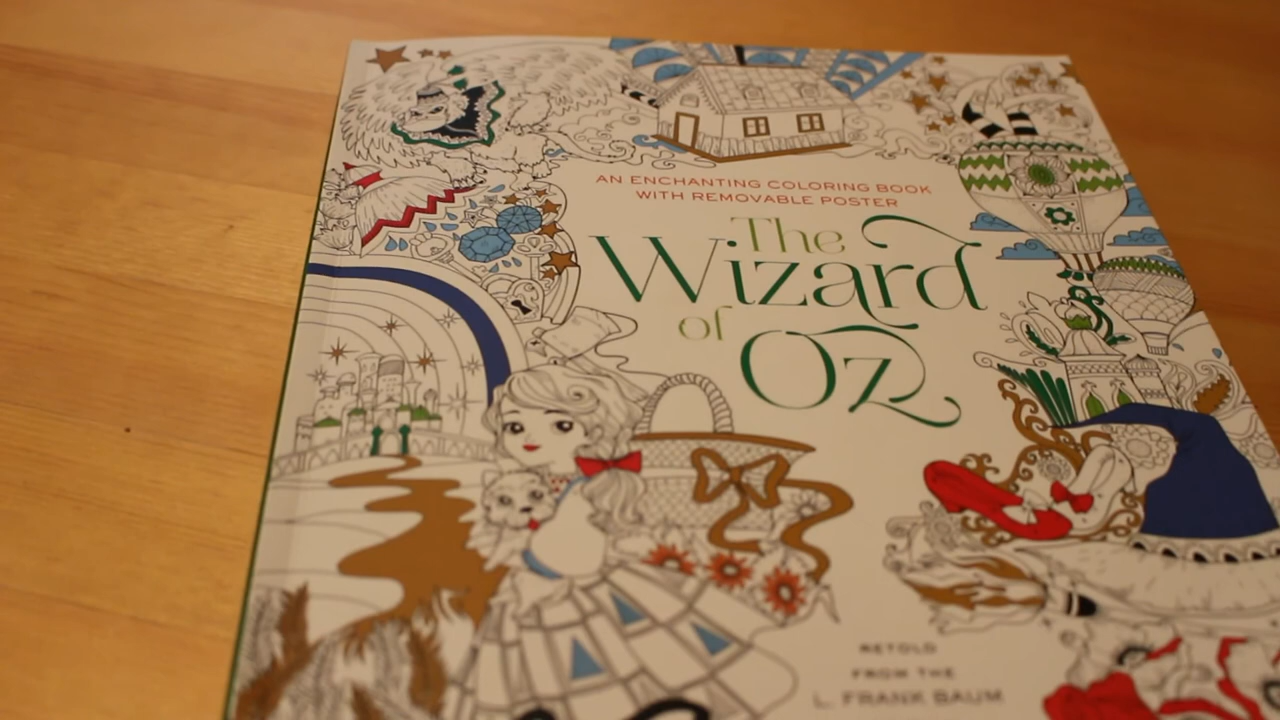 AN ENCHANTING COLORING BOOK
WITH REMOVABLE POSTER
The
Wizard
of
Oz
RETOLD
FROM THE
L. FRANK BAUM